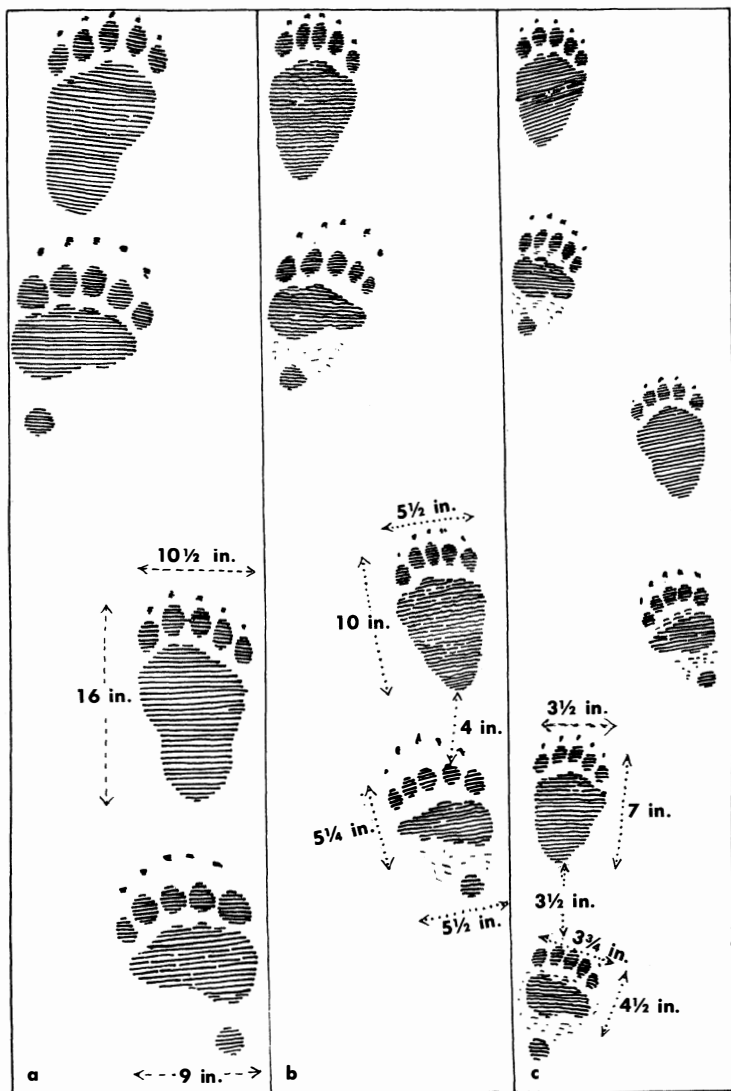 10½ in.
16 in.
9 in.
a
5½ in.
10 in.
4 in.
5¼ in.
5½ in.
b
3½ in.
7 in.
3½ in.
3¾ in.
4½ in.
c